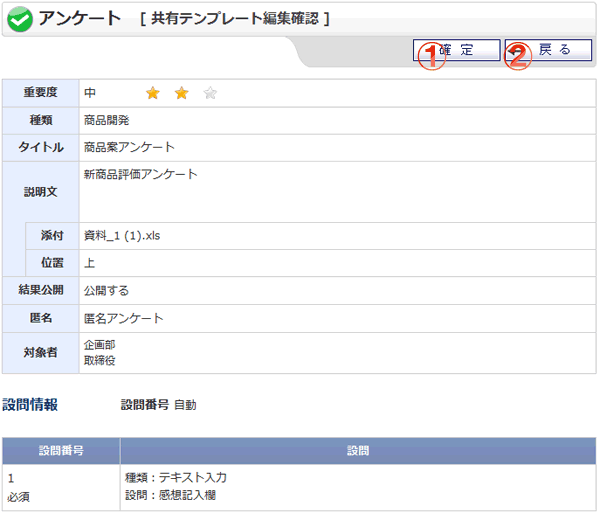 アンケート [ 共有テンプレート編集確認 ]
① 確 定 ② 戻 る
重要度 中
種類 商品開発
タイトル 商品案アンケート
説明文 新商品評価アンケート
添付 資料_1 (1).xls
位置 上
結果公開 公開する
匿名 匿名アンケート
対象者 企画部
取締役
設問情報 設問番号 自動
設問番号 設問
1 種類：テキスト入力
必須 設問：感想記入欄